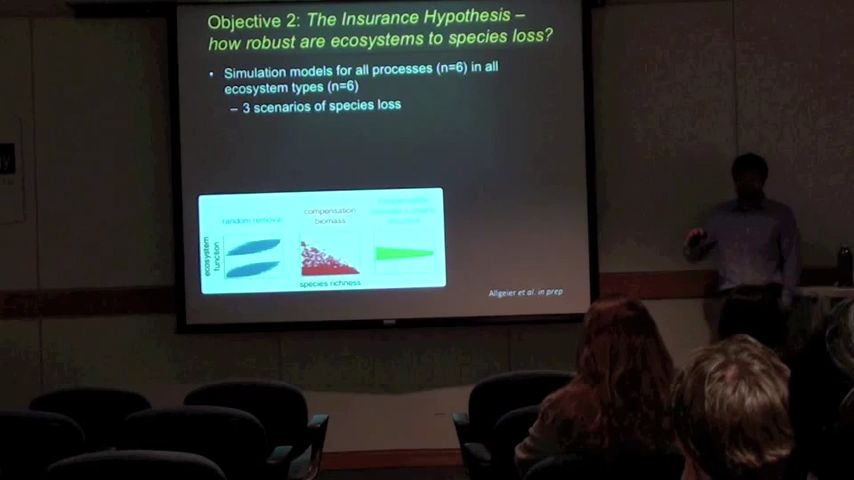 Objective 2: The Insurance Hypothesis –
how robust are ecosystems to species loss?
• Simulation models for all processes (n=6) in all
ecosystem types (n=6)
– 3 scenarios of species loss
random removal
compensation
biomass
ecosystem
function
species richness
Allgeier et al. in prep